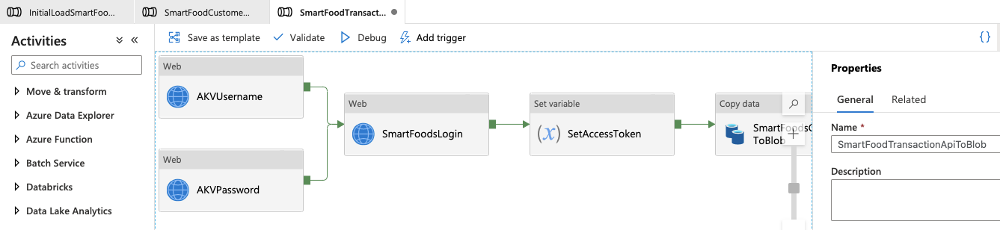 InitialLoadSmartFoo...
SmartFoodCustome...
SmartFoodTransact...
Activities
Search activities
Move & transform
Azure Data Explorer
Azure Function
Batch Service
Databricks
Data Lake Analytics
Save as template
Validate
Debug
Add trigger
{}
Web
AKVUsername
Web
AKVPassword
Web
SmartFoodsLogin
Set variable
(x)
SetAccessToken
Copy data
SmartFoods
ToBlob
Properties
General
Related
Name *
SmartFoodTransactionApiToBlob
Description